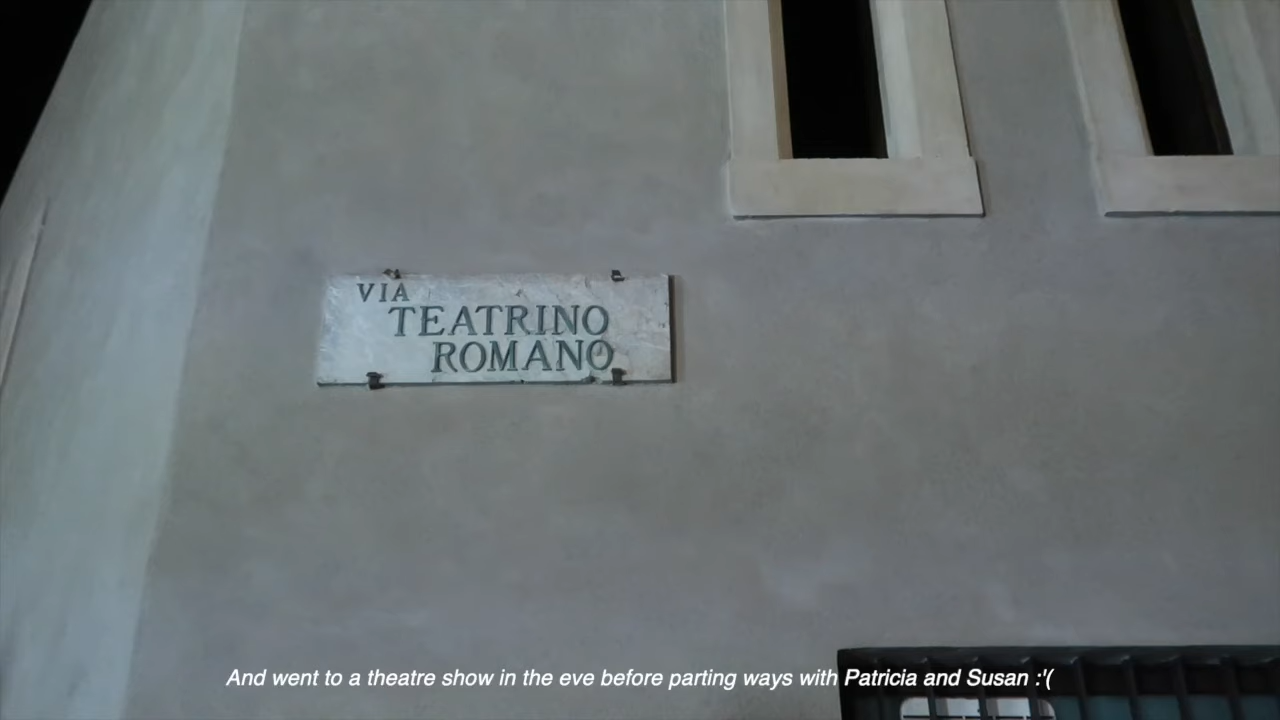 VIA
TEATRINO
ROMANO
And went to a theatre show in the eve before parting ways with Patricia and Susan :'(